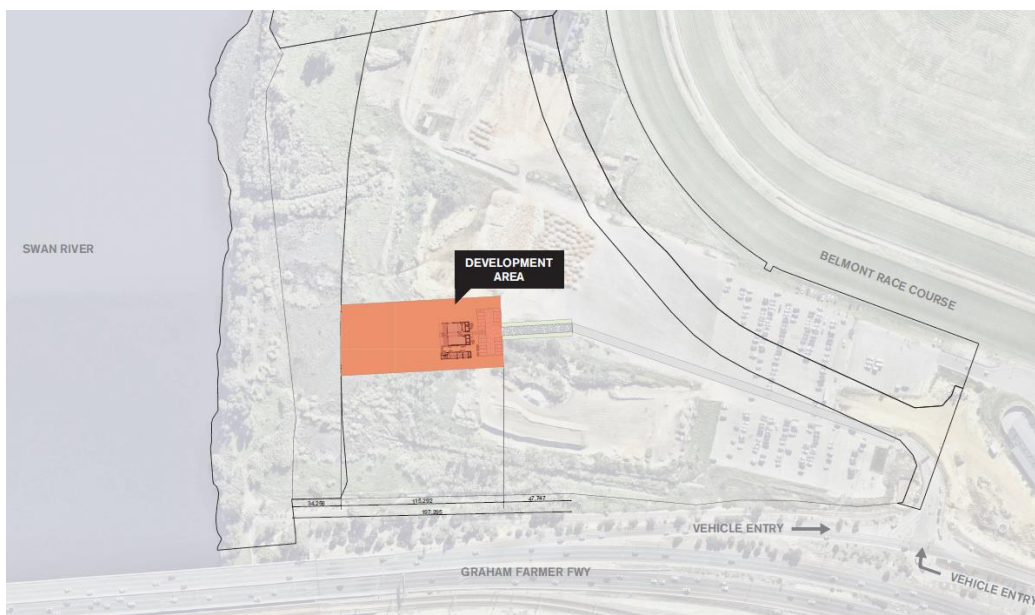 SWAN RIVER
DEVELOPMENT
AREA
BELMONT RACE COURSE
VEHICLE ENTRY
GRAHAM FARMER FWY
VEHICLE ENTRY